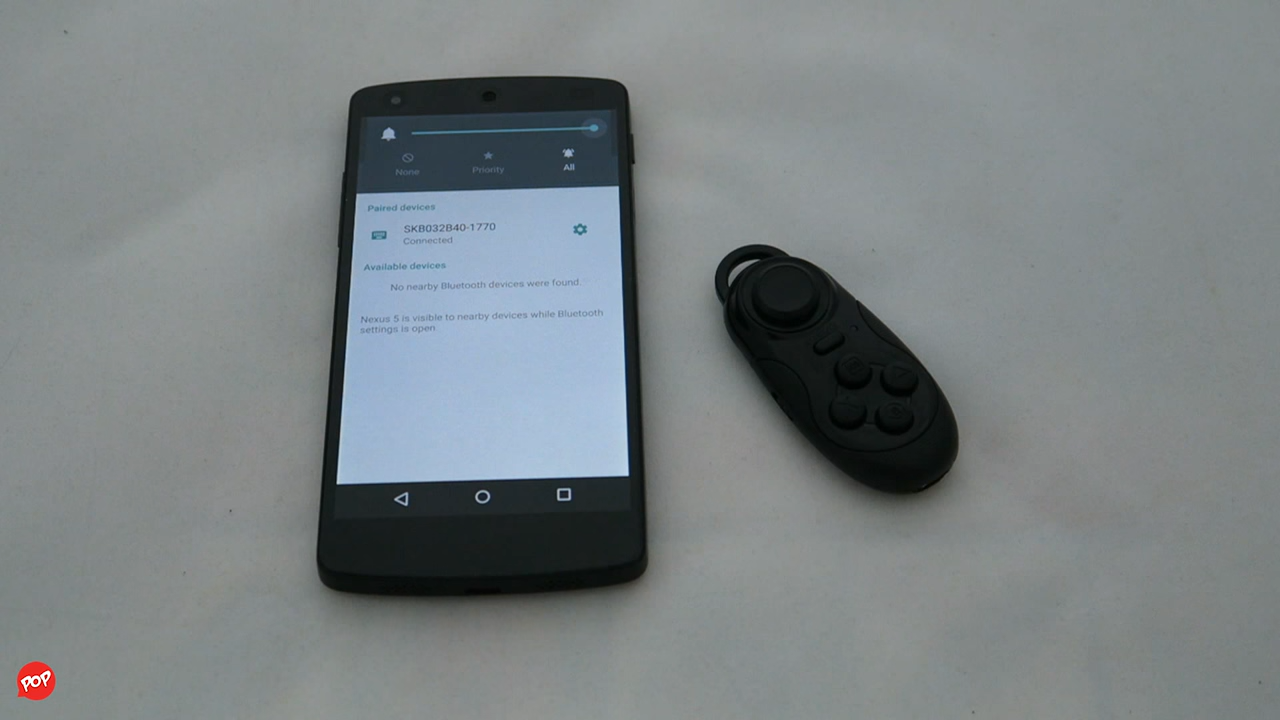 None
Priority
All
Paired devices
SKB032B40-1770
Connected
Available devices
No nearby Bluetooth devices were found.
Nexus 5 is visible to nearby devices while Bluetooth
settings is open
POP